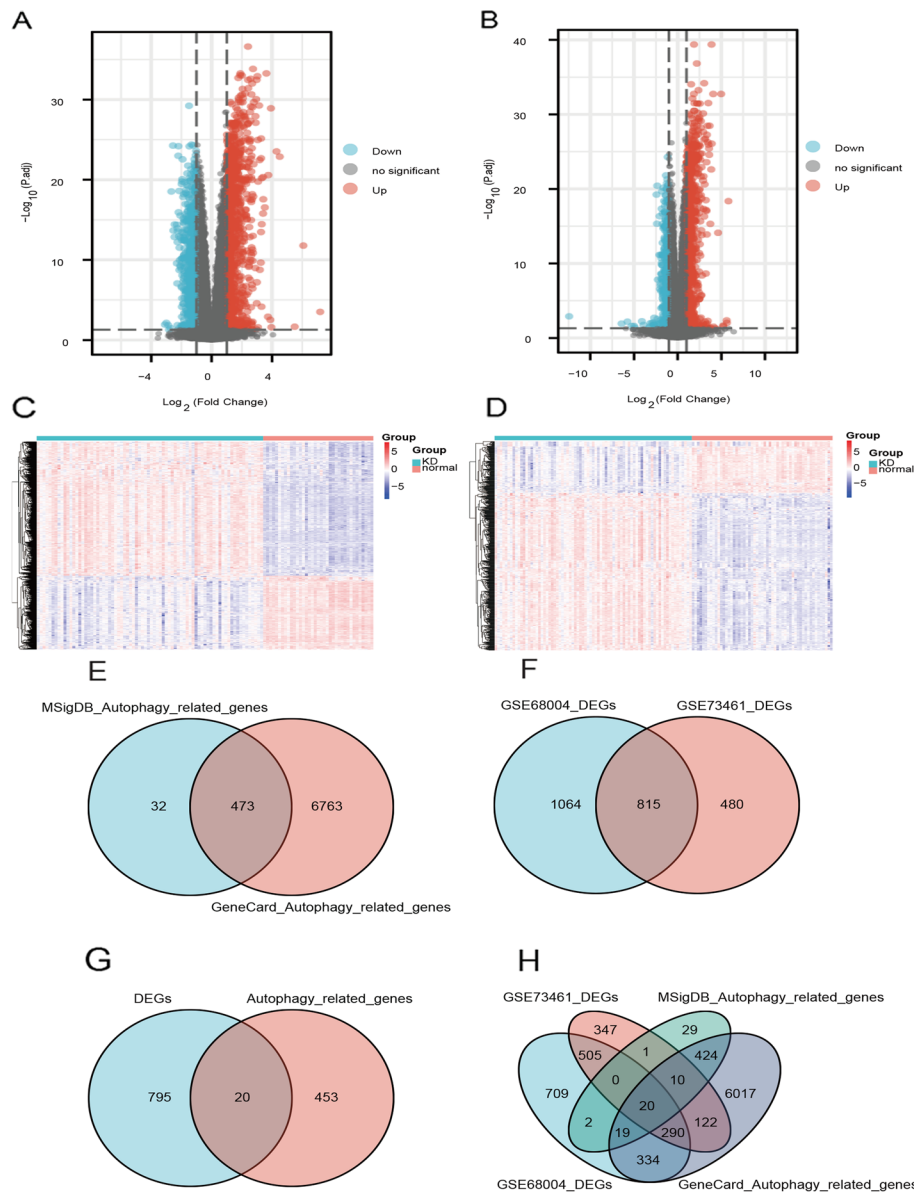 A
B
30
20
10
0
−Log10 (P.adj)
−4
0
4
Log2 (Fold Change)
Down
no significant
Up
40
30
20
10
0
−Log10 (P.adj)
−10
−5
0
5
10
Log2 (Fold Change)
Down
no significant
Up
C
Group
5
0
−5
Group
KD
normal
D
Group
5
0
−5
Group
KD
normal
E
MSigDB_Autophagy_related_genes
32
473
6763
GeneCard_Autophagy_related_genes
F
GSE68004_DEGs
GSE73461_DEGs
1064
815
480
G
DEGs
Autophagy_related_genes
795
20
453
H
GSE73461_DEGs
MSigDB_Autophagy_related_genes
347
29
505
1
424
0
10
709
20
6017
2
19
290
122
334
GSE68004_DEGs
GeneCard_Autophagy_related_genes